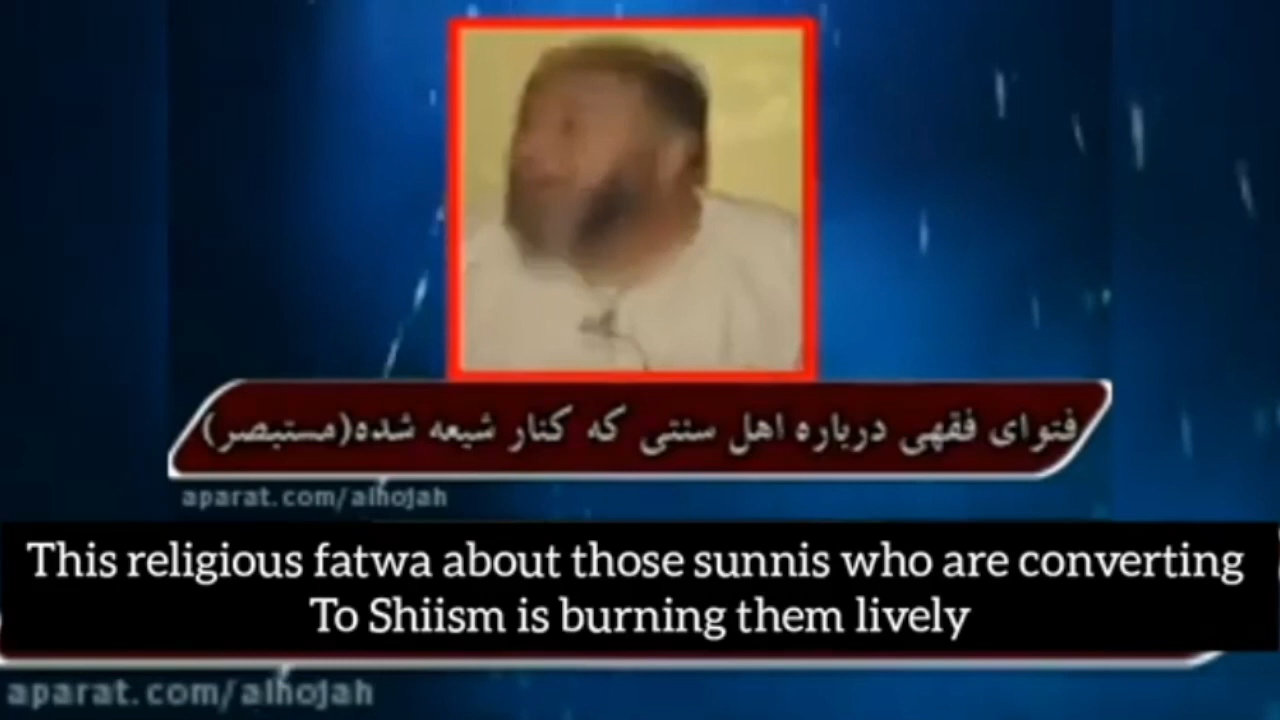 فتوای فقهی درباره اهل سنتی که کنار شیعه شده(مستبصر)
aparat.com/alhojah
This religious fatwa about those sunnis who are converting
To Shiism is burning them lively
aparat.com/alhojah